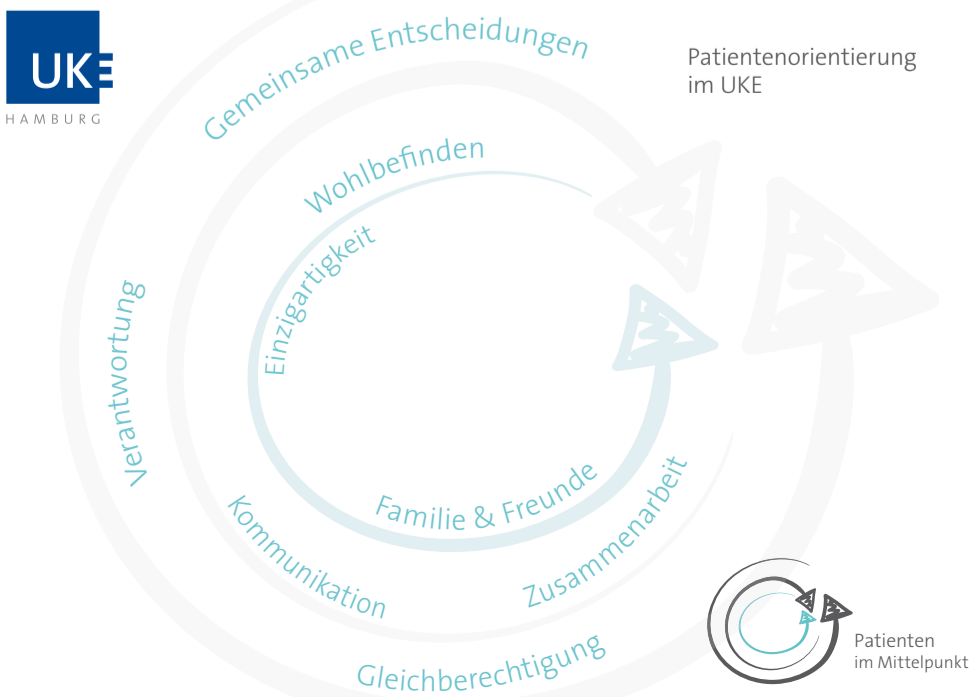 UKE
HAMBURG
Patientenorientierung
im UKE
Gemeinsame Entscheidungen
Wohlbefinden
Einzigartigkeit
Verantwortung
Familie & Freunde
Kommunikation
Zusammenarbeit
Gleichberechtigung
Patienten
im Mittelpunkt